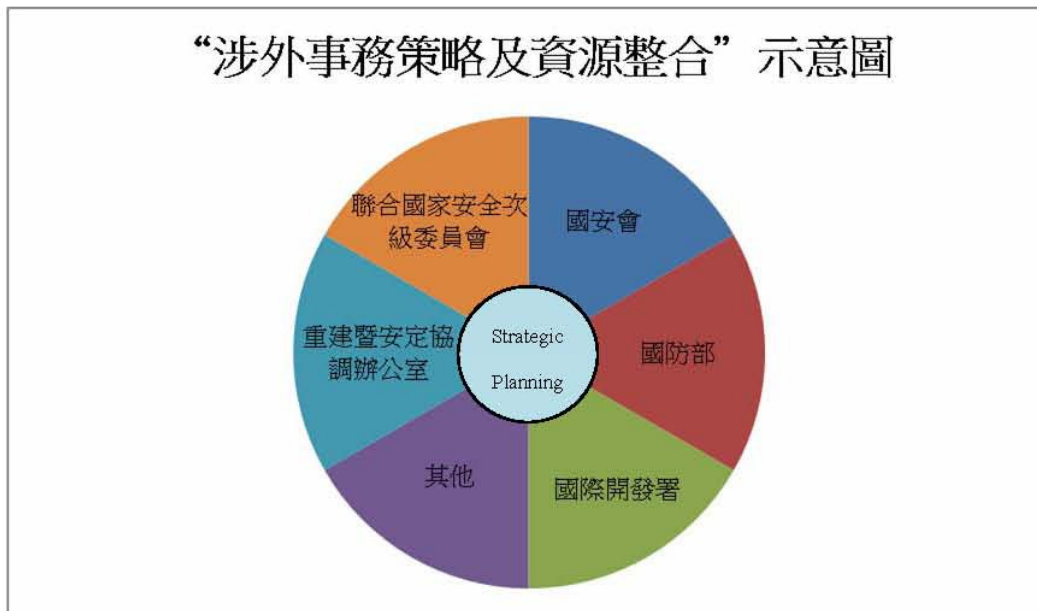 “涉外事務策略及資源整合”示意圖
聯合國家安全次
級委員會
國安會
重建暨安定協
調辦公室
Strategic
Planning
國防部
其他
國際開發署